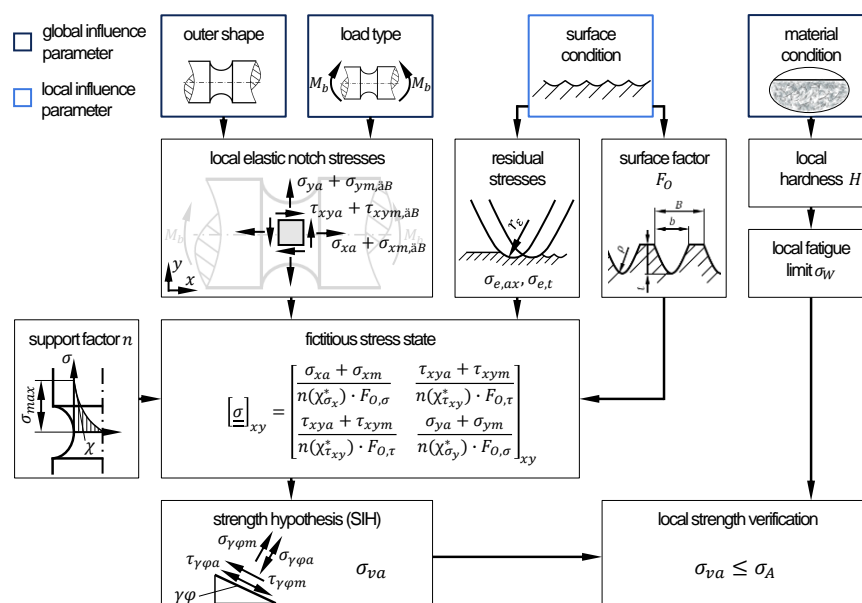 global influence
parameter
local influence
parameter
outer shape
load type
M_b
M_b
surface
condition
material
condition
local elastic notch stresses
σ_ya + σ_ym,äB
τ_xya + τ_xym,äB
σ_xa + σ_xm,äB
M_b
M_b
y
x
residual
stresses
r_ε
σ_e,ax, σ_e,t
surface factor
F_O
B
b
ρ
t
local
hardness H
local fatigue
limit σ_W
support factor n
σ
σ_max
χ
fictitious stress state
[σ]_xy = [ (σ_xa + σ_xm) / (n(χ*_σx) · F_O,σ) (τ_xya + τ_xym) / (n(χ*_τxy) · F_O,τ)
(τ_xya + τ_xym) / (n(χ*_τxy) · F_O,τ) (σ_ya + σ_ym) / (n(χ*_σy) · F_O,σ) ]_xy
strength hypothesis (SIH)
σ_γφm
σ_γφa
τ_γφa
τ_γφm
γφ
σ_va
local strength verification
σ_va ≤ σ_A